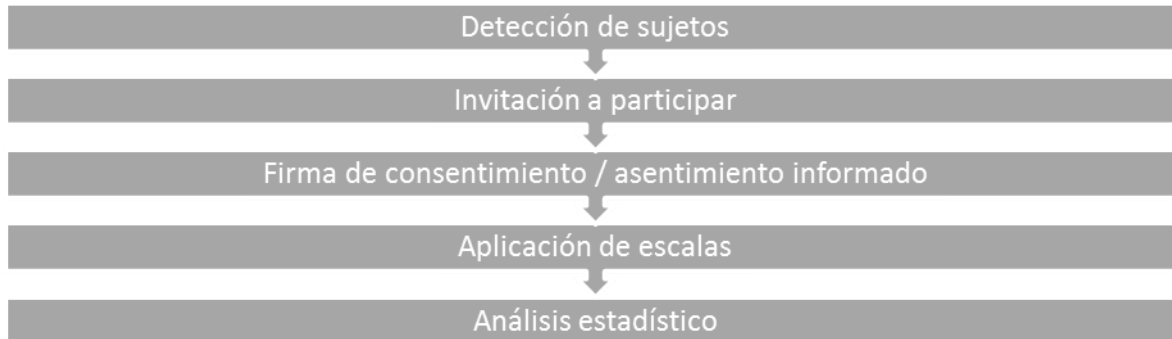 Detección de sujetos
Invitación a participar
Firma de consentimiento / asentimiento informado
Aplicación de escalas
Análisis estadístico